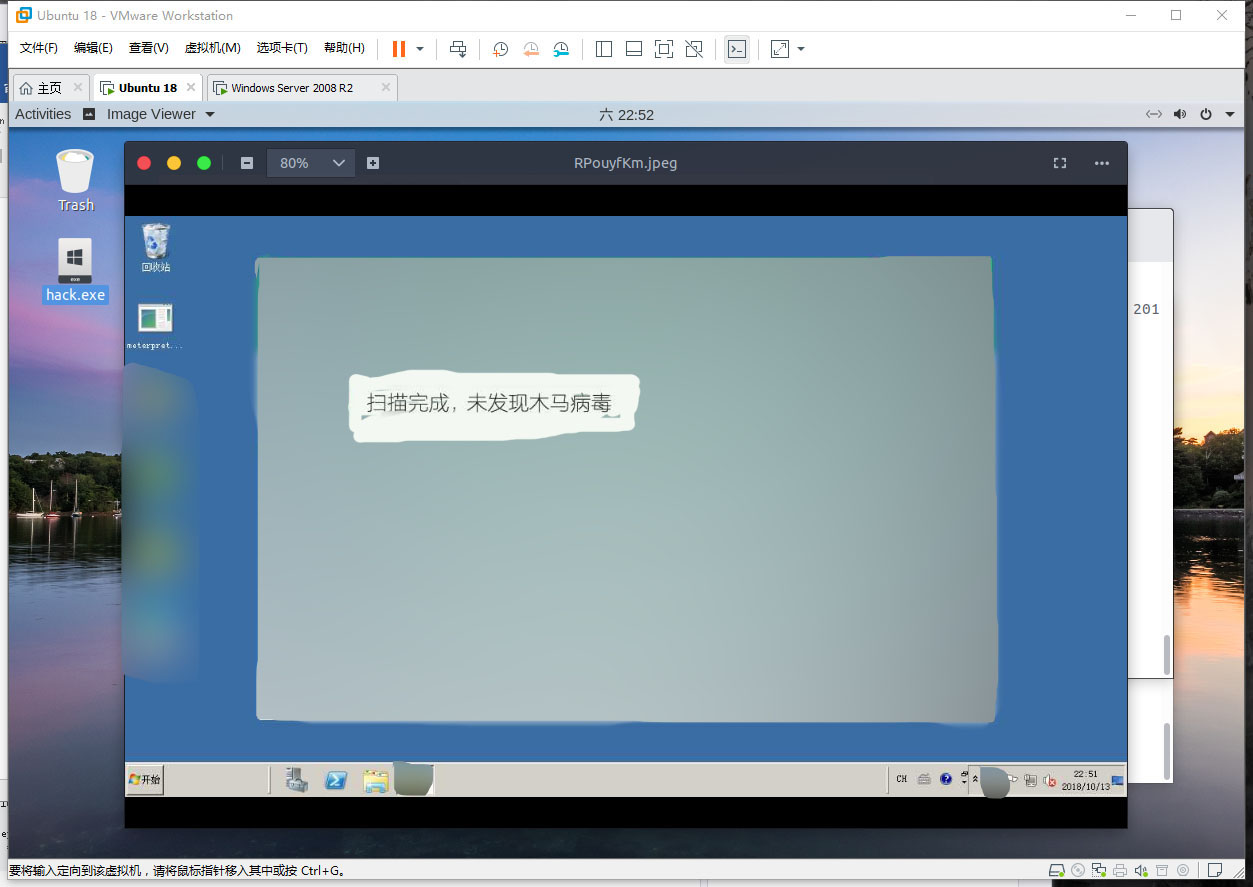 Ubuntu 18 - VMware Workstation
文件(F) 编辑(E) 查看(V) 虚拟机(M) 选项卡(T) 帮助(H)
主页 Ubuntu 18 Windows Server 2008 R2
Activities Image Viewer 六 22:52
80% RPouyfKm.jpeg
Trash
回收站
exe
hack.exe
201
meterpret...
扫描完成，未发现木马病毒
开始 CH 22:51
2018/10/13
要将输入定向到该虚拟机，请将鼠标指针移入其中或按 Ctrl+G。